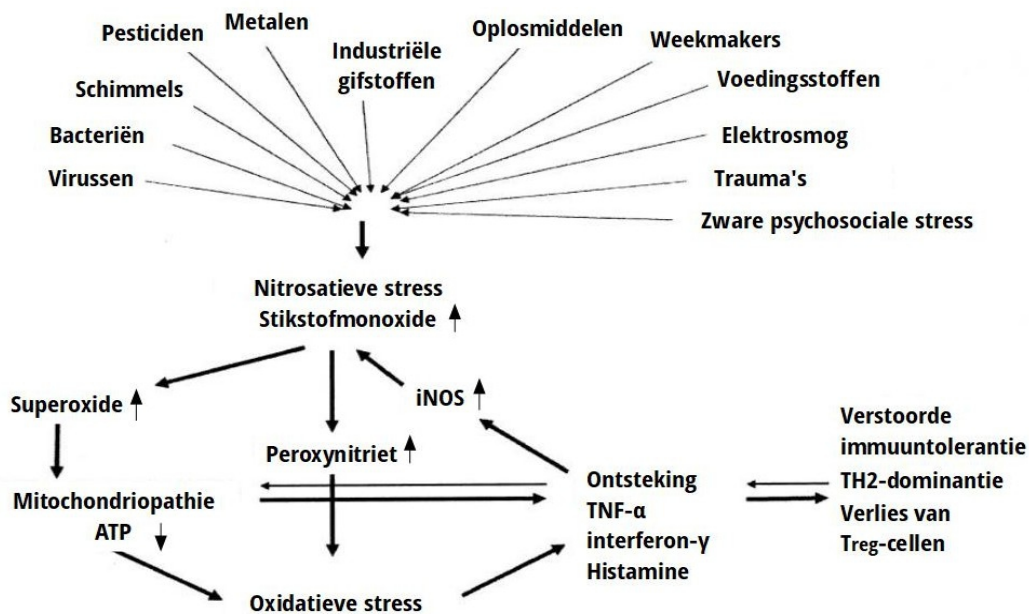 Pesticiden
Metalen
Industriële
gifstoffen
Oplosmiddelen
Weekmakers
Schimmels
Voedingsstoffen
Bacteriën
Elektrosmog
Virussen
Trauma's
Zware psychosociale stress
Nitrosatieve stress
Stikstofmonoxide
Superoxide
iNOS
Peroxynitriet
Mitochondriopathie
ATP
Oxidatieve stress
Ontsteking
TNF-α
interferon-γ
Histamine
Verstoorde
immuuntolerantie
TH2-dominantie
Verlies van
Treg-cellen